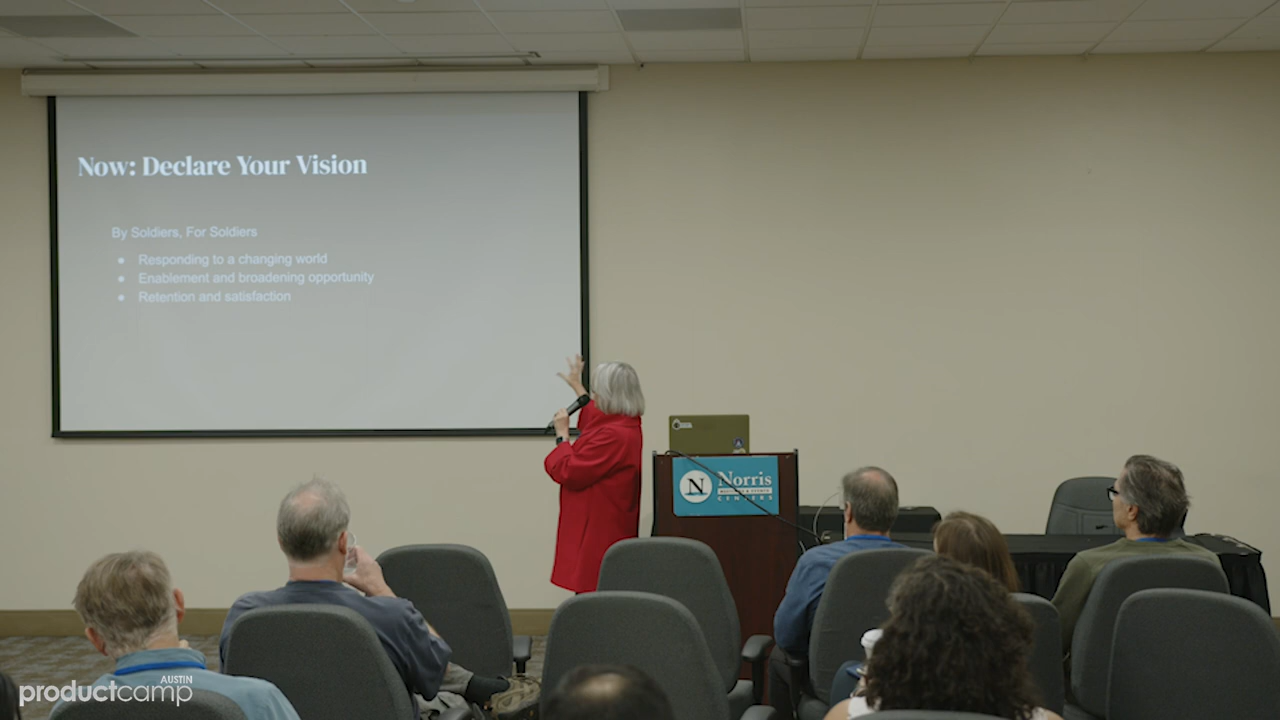 Now: Declare Your Vision
By Soldiers, For Soldiers
● Responding to a changing world
● Enablement and broadening opportunity
● Retention and satisfaction
N Norris
CENTERS
AUSTIN
productcamp